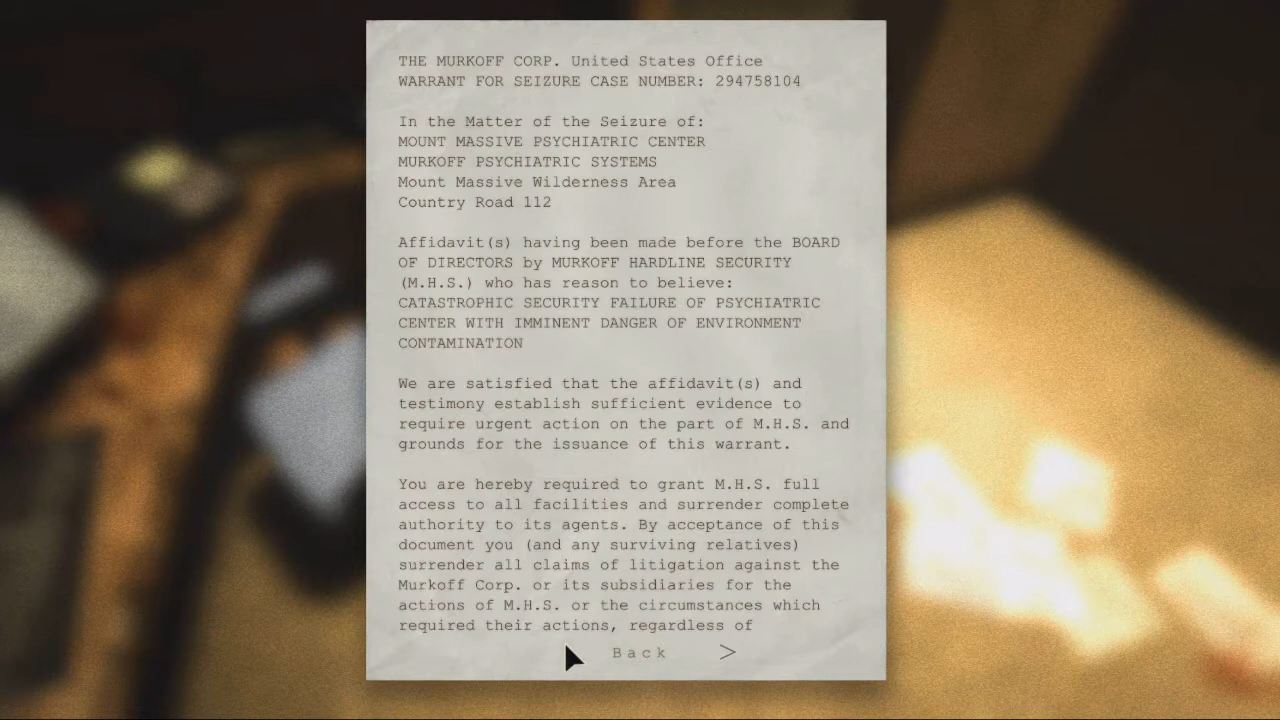 THE MURKOFF CORP. United States Office
WARRANT FOR SEIZURE CASE NUMBER: 294758104
In the Matter of the Seizure of:
MOUNT MASSIVE PSYCHIATRIC CENTER
MURKOFF PSYCHIATRIC SYSTEMS
Mount Massive Wilderness Area
Country Road 112
Affidavit(s) having been made before the BOARD
OF DIRECTORS by MURKOFF HARDLINE SECURITY
(M.H.S.) who has reason to believe:
CATASTROPHIC SECURITY FAILURE OF PSYCHIATRIC
CENTER WITH IMMINENT DANGER OF ENVIRONMENT
CONTAMINATION
We are satisfied that the affidavit(s) and
testimony establish sufficient evidence to
require urgent action on the part of M.H.S. and
grounds for the issuance of this warrant.
You are hereby required to grant M.H.S. full
access to all facilities and surrender complete
authority to its agents. By acceptance of this
document you (and any surviving relatives)
surrender all claims of litigation against the
Murkoff Corp. or its subsidiaries for the
actions of M.H.S. or the circumstances which
required their actions, regardless of
Back >